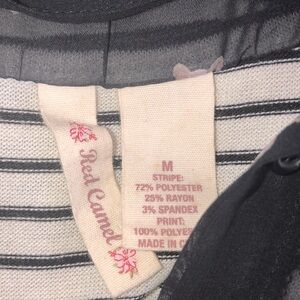 Red Camel
M
STRIPE:
72% POLYESTER
25% RAYON
3% SPANDEX
PRINT:
100% POLYES
MADE IN C